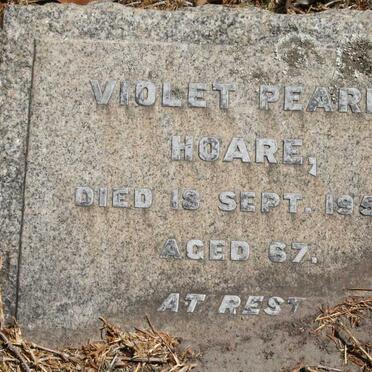 VIOLET PEARL
HOARE,
DIED 18 SEPT. 195
AGED 67.
AT REST